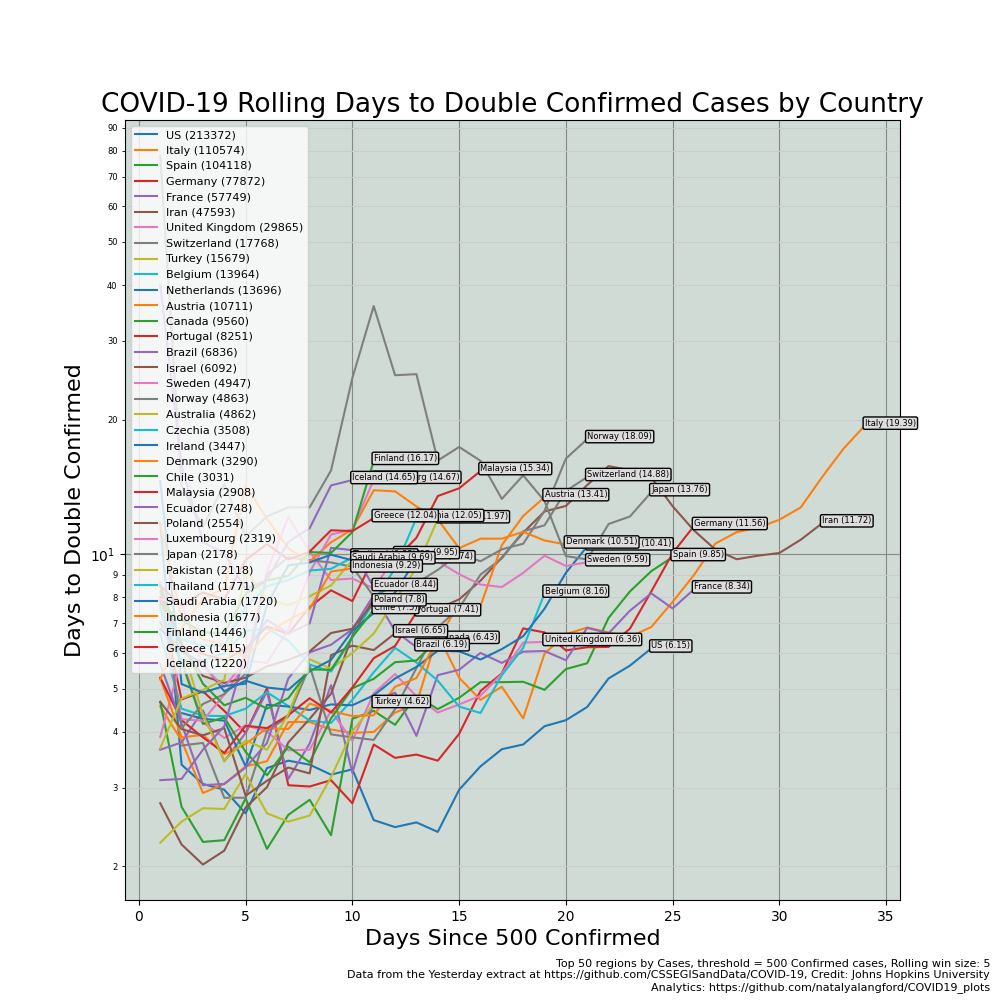 COVID-19 Rolling Days to Double Confirmed Cases by Country
Days to Double Confirmed
90
80
70
60
50
40
30
20
10¹
9
8
7
6
5
4
3
2
US (213372)
Italy (110574)
Spain (104118)
Germany (77872)
France (57749)
Iran (47593)
United Kingdom (29865)
Switzerland (17768)
Turkey (15679)
Belgium (13964)
Netherlands (13696)
Austria (10711)
Canada (9560)
Portugal (8251)
Brazil (6836)
Israel (6092)
Sweden (4947)
Norway (4863)
Australia (4862)
Czechia (3508)
Ireland (3447)
Denmark (3290)
Chile (3031)
Malaysia (2908)
Ecuador (2748)
Poland (2554)
Luxembourg (2319)
Japan (2178)
Pakistan (2118)
Thailand (1771)
Saudi Arabia (1720)
Indonesia (1677)
Finland (1446)
Greece (1415)
Iceland (1220)
Italy (19.39)
Norway (18.09)
Finland (16.17)
Malaysia (15.34)
Iceland (14.65)
rg (14.67)
Switzerland (14.88)
Japan (13.76)
Austria (13.41)
Greece (12.04)
nia (12.05)
1.97)
Germany (11.56)
Iran (11.72)
Denmark (10.51)
(10.41)
9.95)
Saudi Arabia (9.69)
74)
Spain (9.85)
Sweden (9.59)
Indonesia (9.29)
Ecuador (8.44)
France (8.34)
Belgium (8.16)
Poland (7.8)
Portugal (7.41)
Israel (6.65)
nada (6.43)
United Kingdom (6.36)
Brazil (6.19)
US (6.15)
Turkey (4.62)
0
5
10
15
20
25
30
35
Days Since 500 Confirmed
Top 50 regions by Cases, threshold = 500 Confirmed cases, Rolling win size: 5
Data from the Yesterday extract at https://github.com/CSSEGISandData/COVID-19, Credit: Johns Hopkins University
Analytics: https://github.com/natalyalangford/COVID19_plots